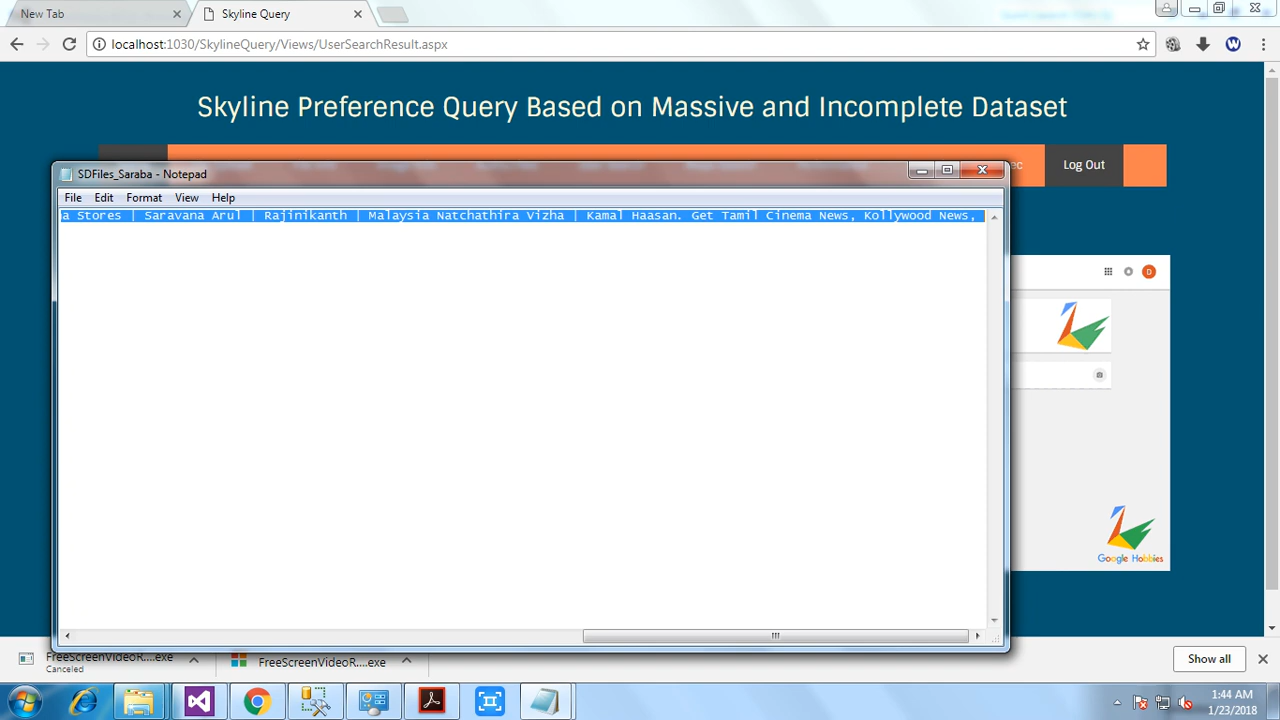 New Tab
Skyline Query
localhost:1030/SkylineQuery/Views/UserSearchResult.aspx
Skyline Preference Query Based on Massive and Incomplete Dataset
Log Out
SDFiles_Saraba - Notepad
File Edit Format View Help
a Stores | Saravana Arul | Rajinikanth | Malaysia Natchathira Vizha | Kamal Haasan. Get Tamil Cinema News, Kollywood News,
D
Google Hobbies
FreeScreenVideoR....exe
Canceled
FreeScreenVideoR....exe
Show all
1:44 AM
1/23/2018